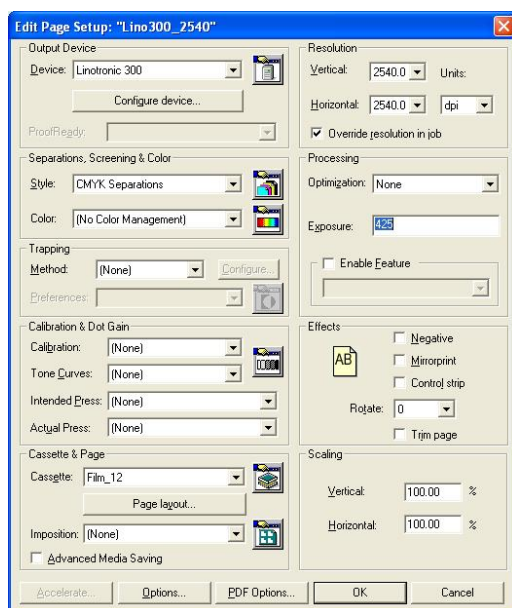 Edit Page Setup: "Lino300_2540"
Output Device
Device: Linotronic 300
Configure device...
ProofReady:
Separations, Screening & Color
Style: CMYK Separations
Color: (No Color Management)
Trapping
Method: (None) Configure...
Preferences:
Calibration & Dot Gain
Calibration: (None)
Tone Curves: (None)
Intended Press: (None)
Actual Press: (None)
Cassette & Page
Cassette: Film_12
Page layout...
Imposition: (None)
Advanced Media Saving
Resolution
Vertical: 2540.0 Units:
Horizontal: 2540.0 dpi
Override resolution in job
Processing
Optimization: None
Exposure: 425
Enable Feature
Effects
AB
Negative
Mirrorprint
Control strip
Rotate: 0
Trim page
Scaling
Vertical: 100.00 %
Horizontal: 100.00 %
Accelerate... Options... PDF Options... OK Cancel